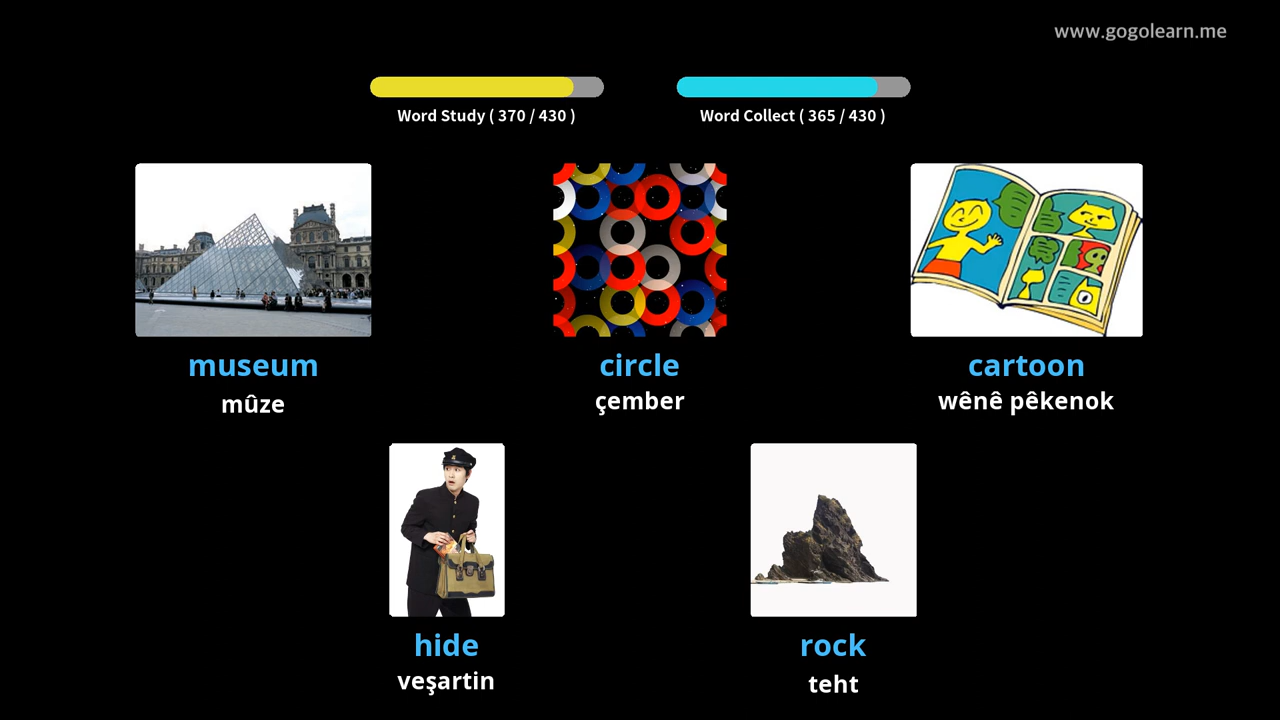 www.gogolearn.me
Word Study ( 370 / 430 )
Word Collect ( 365 / 430 )
museum
mûze
circle
çember
cartoon
wênê pêkenok
hide
veşartin
rock
teht